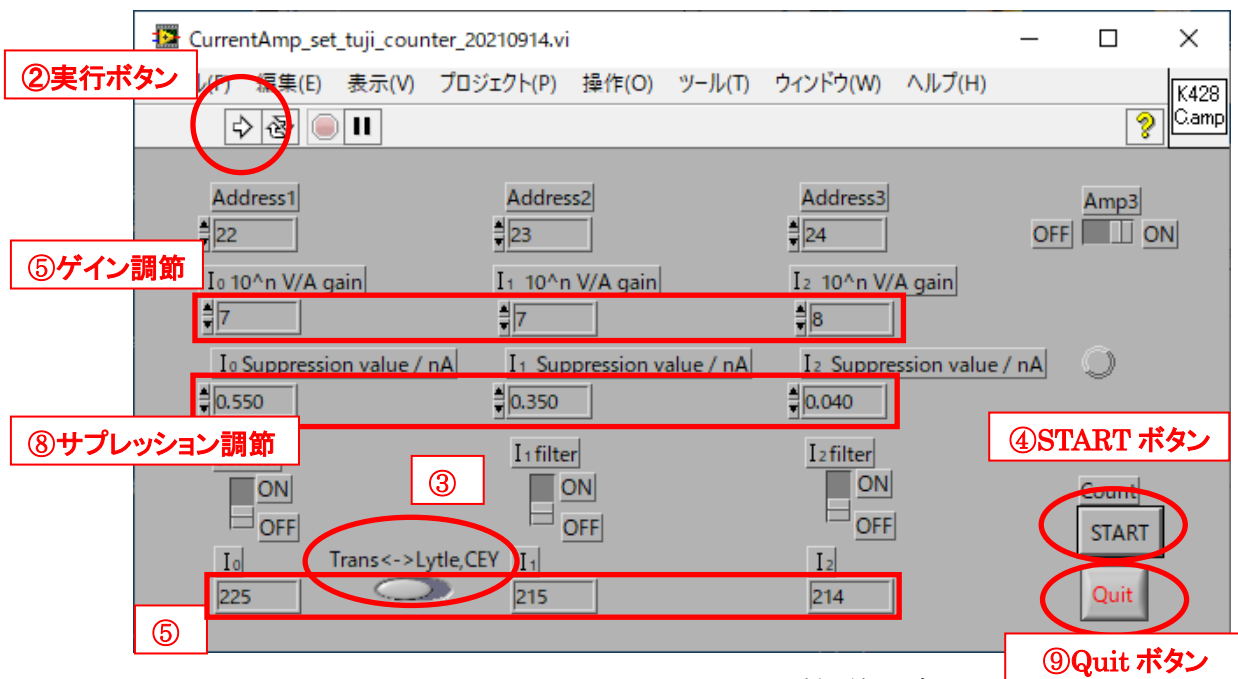 CurrentAmp_set_tuji_counter_20210914.vi
②実行ボタン
ル(F) 編集(E) 表示(V) プロジェクト(P) 操作(O) ツール(T) ウィンドウ(W) ヘルプ(H)
K428
C.amp
Address1 Address2 Address3 Amp3
22 23 24 OFF ON
⑤ゲイン調節
I₀ 10^n V/A gain I₁ 10^n V/A gain I₂ 10^n V/A gain
7 7 8
I₀ Suppression value / nA I₁ Suppression value / nA I₂ Suppression value / nA
0.550 0.350 0.040
⑧サプレッション調節
④START ボタン
I₁ filter I₂ filter
③
ON ON ON Count
OFF OFF OFF START
I₀ Trans<->Lytle,CEY I₁ I₂
225 215 214 Quit
⑤
⑨Quit ボタン